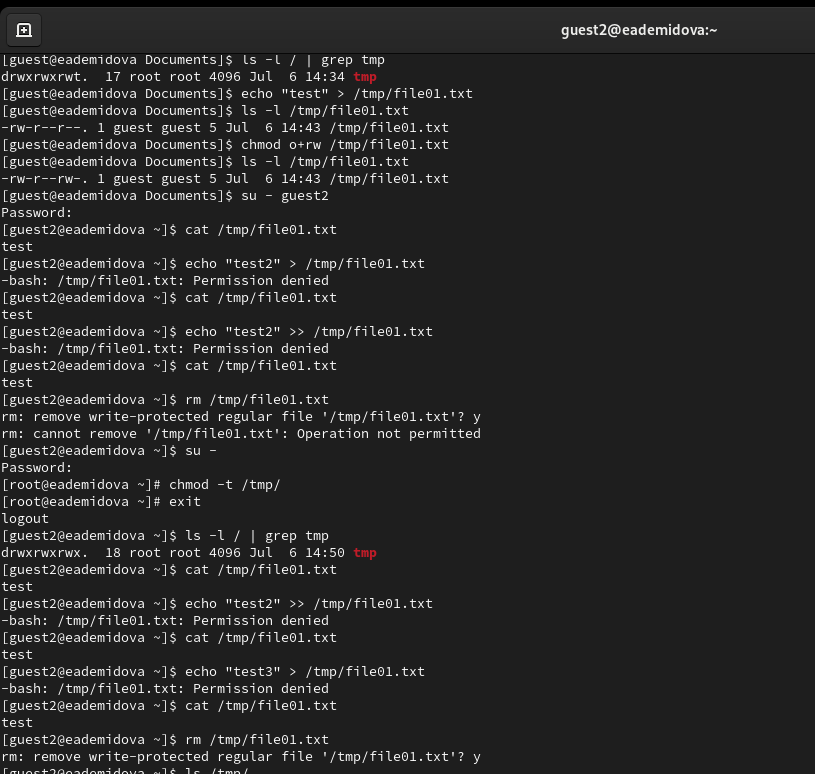 guest2@eademidova:~
[guest@eademidova Documents]$ ls -l / | grep tmp
drwxrwxrwt.  17 root root 4096 Jul  6 14:34 tmp
[guest@eademidova Documents]$ echo "test" > /tmp/file01.txt
[guest@eademidova Documents]$ ls -l /tmp/file01.txt
-rw-r--r--. 1 guest guest 5 Jul  6 14:43 /tmp/file01.txt
[guest@eademidova Documents]$ chmod o+rw /tmp/file01.txt
[guest@eademidova Documents]$ ls -l /tmp/file01.txt
-rw-r--rw-. 1 guest guest 5 Jul  6 14:43 /tmp/file01.txt
[guest@eademidova Documents]$ su - guest2
Password:
[guest2@eademidova ~]$ cat /tmp/file01.txt
test
[guest2@eademidova ~]$ echo "test2" > /tmp/file01.txt
-bash: /tmp/file01.txt: Permission denied
[guest2@eademidova ~]$ cat /tmp/file01.txt
test
[guest2@eademidova ~]$ echo "test2" >> /tmp/file01.txt
-bash: /tmp/file01.txt: Permission denied
[guest2@eademidova ~]$ cat /tmp/file01.txt
test
[guest2@eademidova ~]$ rm /tmp/file01.txt
rm: remove write-protected regular file '/tmp/file01.txt'? y
rm: cannot remove '/tmp/file01.txt': Operation not permitted
[guest2@eademidova ~]$ su -
Password:
[root@eademidova ~]# chmod -t /tmp/
[root@eademidova ~]# exit
logout
[guest2@eademidova ~]$ ls -l / | grep tmp
drwxrwxrwx.  18 root root 4096 Jul  6 14:50 tmp
[guest2@eademidova ~]$ cat /tmp/file01.txt
test
[guest2@eademidova ~]$ echo "test2" >> /tmp/file01.txt
-bash: /tmp/file01.txt: Permission denied
[guest2@eademidova ~]$ cat /tmp/file01.txt
test
[guest2@eademidova ~]$ echo "test3" > /tmp/file01.txt
-bash: /tmp/file01.txt: Permission denied
[guest2@eademidova ~]$ cat /tmp/file01.txt
test
[guest2@eademidova ~]$ rm /tmp/file01.txt
rm: remove write-protected regular file '/tmp/file01.txt'? y
[guest2@eademidova ~]$ ls /tmp/